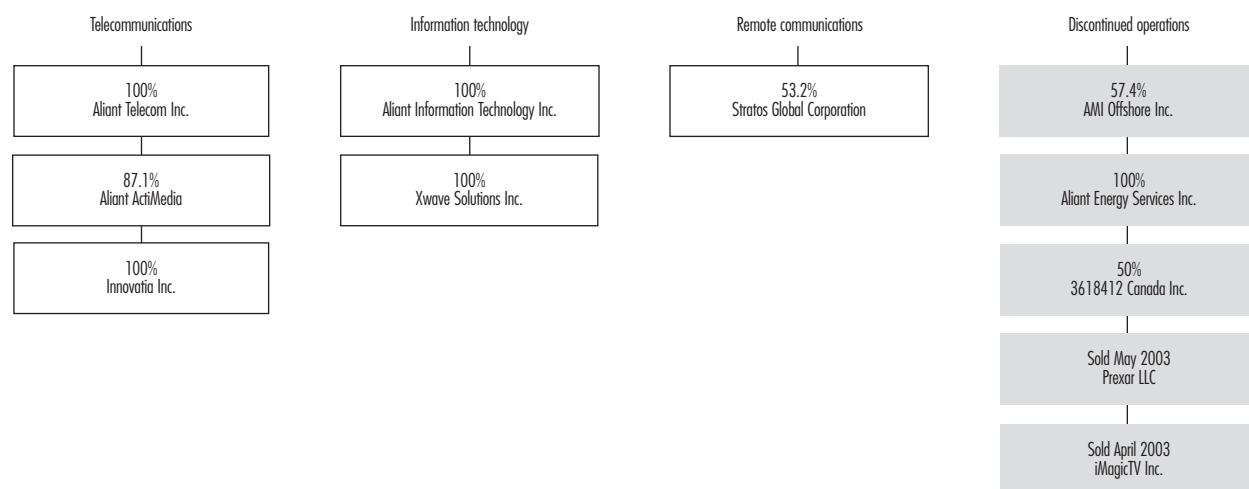 Telecommunications
100%
Aliant Telecom Inc.
87.1%
Aliant ActiMedia
100%
Innovatia Inc.
Information technology
100%
Aliant Information Technology Inc.
100%
Xwave Solutions Inc.
Remote communications
53.2%
Stratos Global Corporation
Discontinued operations
57.4%
AMI Offshore Inc.
100%
Aliant Energy Services Inc.
50%
3618412 Canada Inc.
Sold May 2003
Prexar LLC
Sold April 2003
iMagicTV Inc.